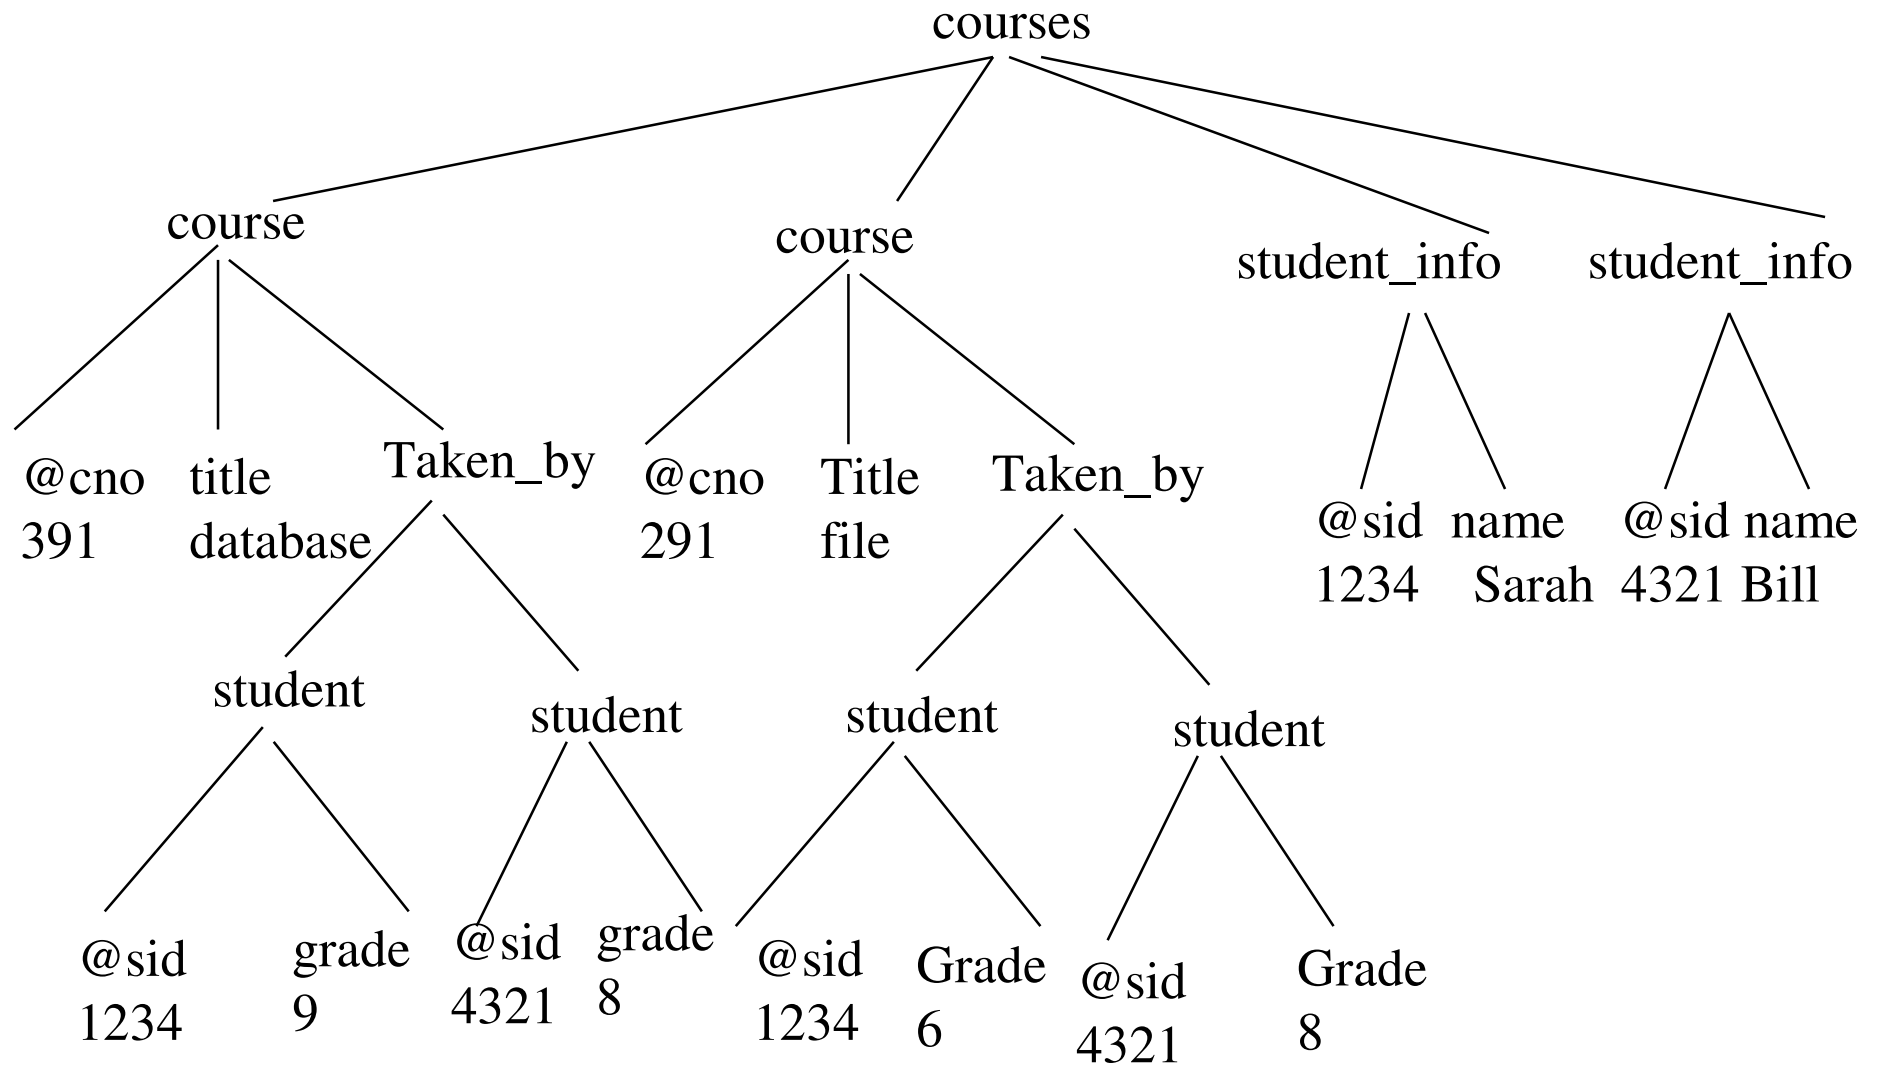 courses
course
course
student_info
student_info
@cno
391
title
database
Taken_by
@cno
291
Title
file
Taken_by
@sid
1234
name
Sarah
@sid
4321
name
Bill
student
student
student
student
@sid
1234
grade
9
@sid
4321
grade
8
@sid
1234
Grade
6
@sid
4321
Grade
8